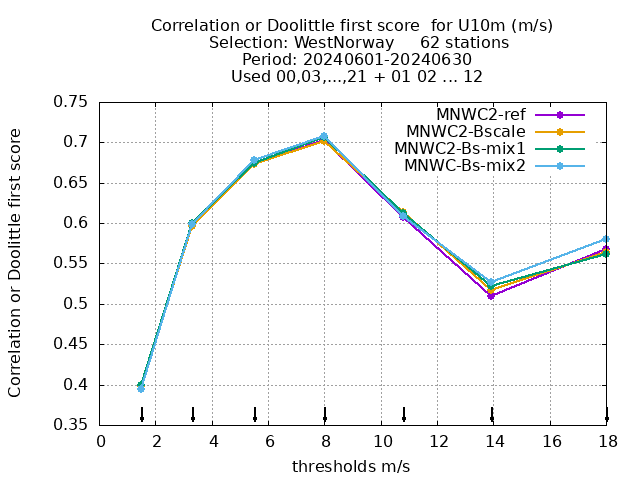 Correlation or Doolittle first score  for U10m (m/s)
Selection: WestNorway     62 stations
Period: 20240601-20240630
Used 00,03,...,21 + 01 02 ... 12
MNWC2-ref
MNWC2-Bscale
MNWC2-Bs-mix1
MNWC-Bs-mix2
Correlation or Doolittle first score
0.75
0.7
0.65
0.6
0.55
0.5
0.45
0.4
0.35
0 2 4 6 8 10 12 14 16 18
thresholds m/s